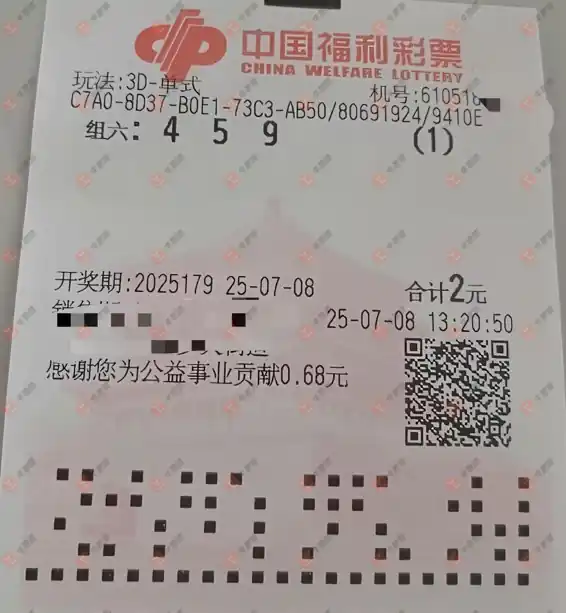 中国福利彩票
CHINA WELFARE LOTTERY
玩法:3D-单式 机号:610518
C7A0-8D37-B0E1-73C3-AB50/80691924/9410E
组六: 4 5 9 (1)
开奖期:2025179 25-07-08 合计2元
25-07-08 13:20:50
感谢您为公益事业贡献0.68元